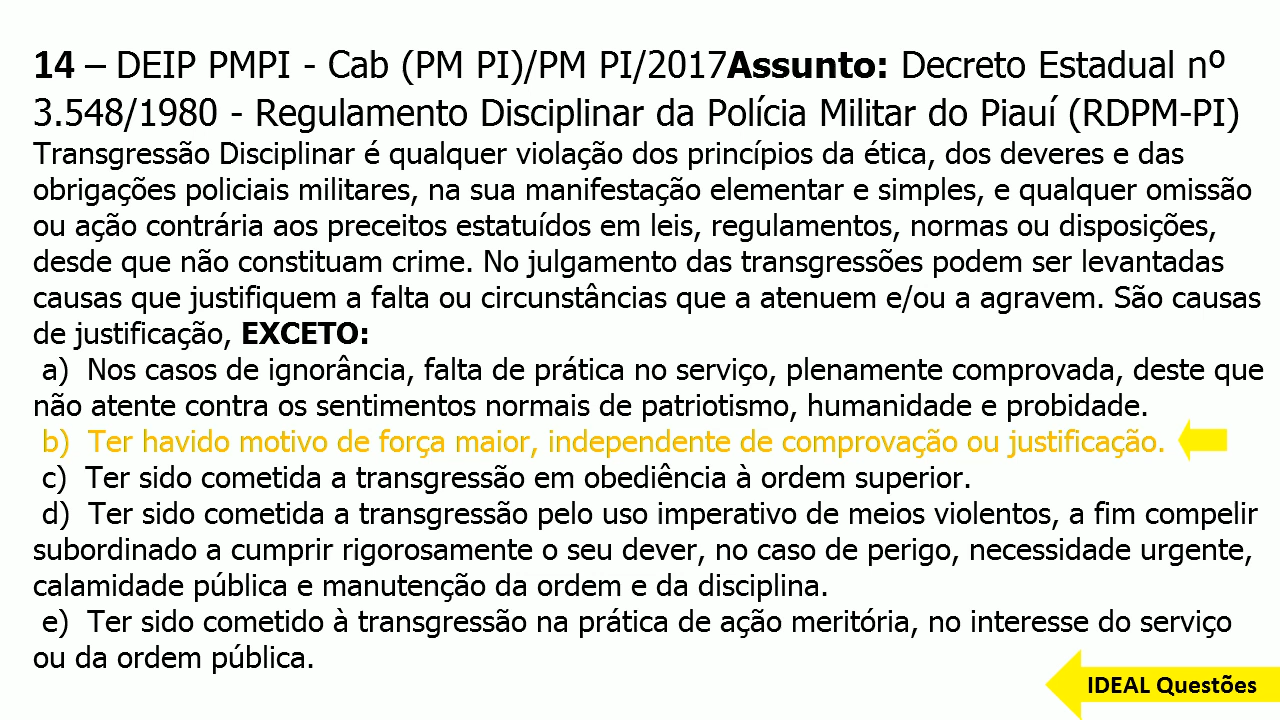 14 – DEIP PMPI - Cab (PM PI)/PM PI/2017Assunto: Decreto Estadual nº
3.548/1980 - Regulamento Disciplinar da Polícia Militar do Piauí (RDPM-PI)
Transgressão Disciplinar é qualquer violação dos princípios da ética, dos deveres e das
obrigações policiais militares, na sua manifestação elementar e simples, e qualquer omissão
ou ação contrária aos preceitos estatuídos em leis, regulamentos, normas ou disposições,
desde que não constituam crime. No julgamento das transgressões podem ser levantadas
causas que justifiquem a falta ou circunstâncias que a atenuem e/ou a agravem. São causas
de justificação, EXCETO:
a) Nos casos de ignorância, falta de prática no serviço, plenamente comprovada, deste que
não atente contra os sentimentos normais de patriotismo, humanidade e probidade.
b) Ter havido motivo de força maior, independente de comprovação ou justificação.
c) Ter sido cometida a transgressão em obediência à ordem superior.
d) Ter sido cometida a transgressão pelo uso imperativo de meios violentos, a fim compelir
subordinado a cumprir rigorosamente o seu dever, no caso de perigo, necessidade urgente,
calamidade pública e manutenção da ordem e da disciplina.
e) Ter sido cometido à transgressão na prática de ação meritória, no interesse do serviço
ou da ordem pública.
IDEAL Questões